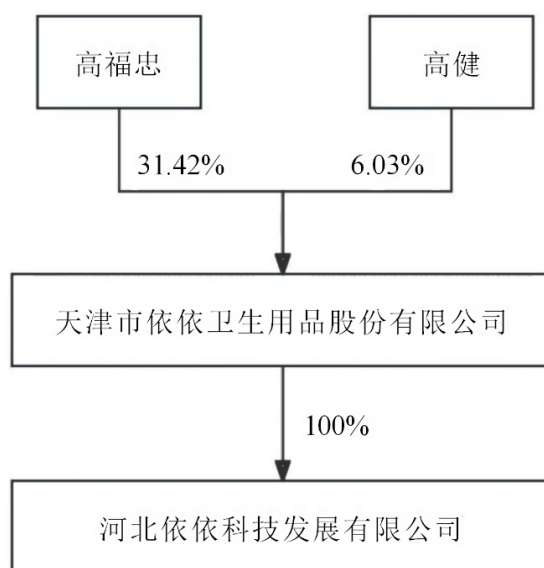 高福忠
高健
31.42%
6.03%
天津市依依卫生用品股份有限公司
100%
河北依依科技发展有限公司